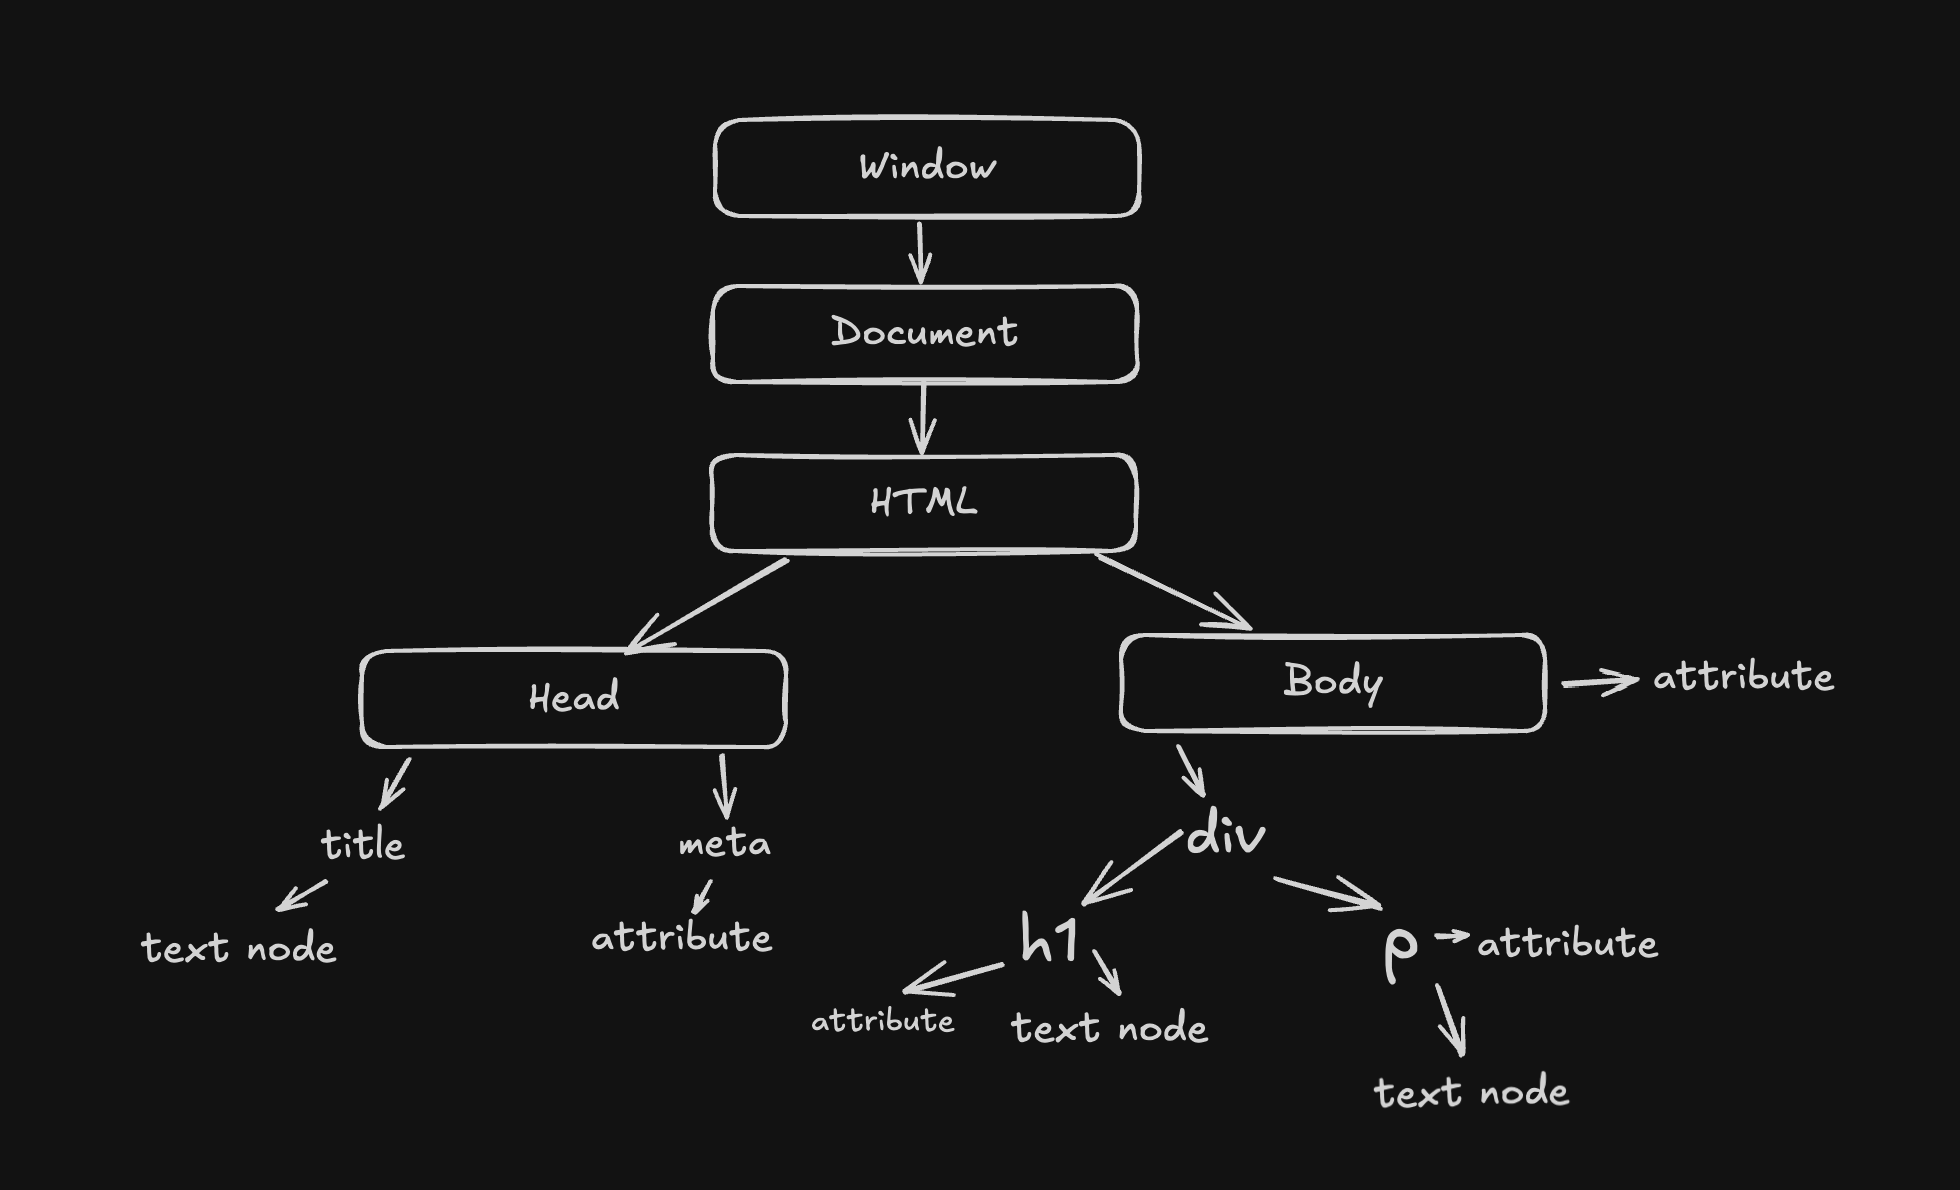 Window
Document
HTML
Head
Body
attribute
title
meta
div
text node
attribute
h1
p
attribute
attribute
text node
text node